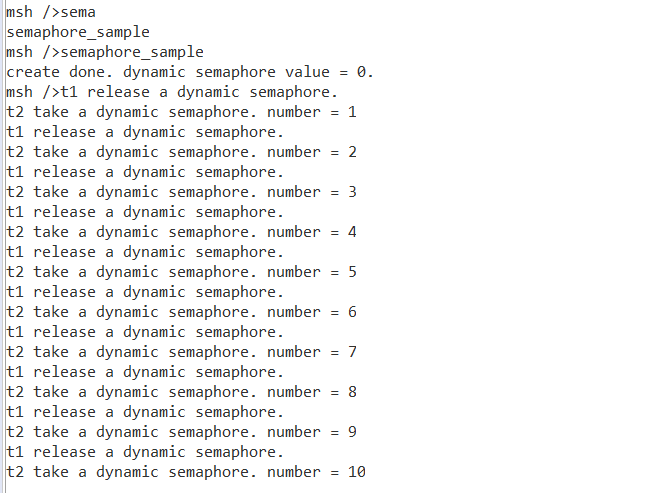 msh />sema
semaphore_sample
msh />semaphore_sample
create done. dynamic semaphore value = 0.
msh />t1 release a dynamic semaphore.
t2 take a dynamic semaphore. number = 1
t1 release a dynamic semaphore.
t2 take a dynamic semaphore. number = 2
t1 release a dynamic semaphore.
t2 take a dynamic semaphore. number = 3
t1 release a dynamic semaphore.
t2 take a dynamic semaphore. number = 4
t1 release a dynamic semaphore.
t2 take a dynamic semaphore. number = 5
t1 release a dynamic semaphore.
t2 take a dynamic semaphore. number = 6
t1 release a dynamic semaphore.
t2 take a dynamic semaphore. number = 7
t1 release a dynamic semaphore.
t2 take a dynamic semaphore. number = 8
t1 release a dynamic semaphore.
t2 take a dynamic semaphore. number = 9
t1 release a dynamic semaphore.
t2 take a dynamic semaphore. number = 10